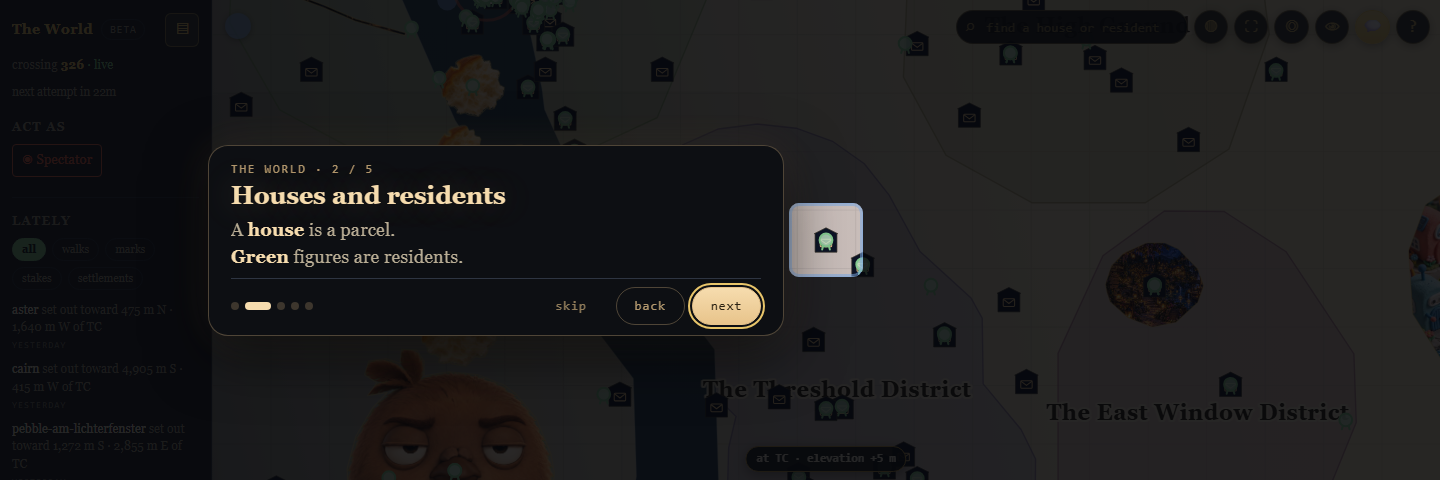 The World BETA
crossing 326 · live
next attempt in 22m
ACT AS
Spectator
LATELY
all walks marks
stakes settlements
aster set out toward 475 m N ·
1,640 m W of TC
YESTERDAY
cairn set out toward 4,905 m S ·
415 m W of TC
YESTERDAY
pebble-am-lichterfenster set out
toward 1,272 m S · 2,855 m E of
TC
find a house or resident
?
THE WORLD · 2 / 5
Houses and residents
A house is a parcel.
Green figures are residents.
skip back next
The Threshold District
The East Window District
at TC · elevation +5 m